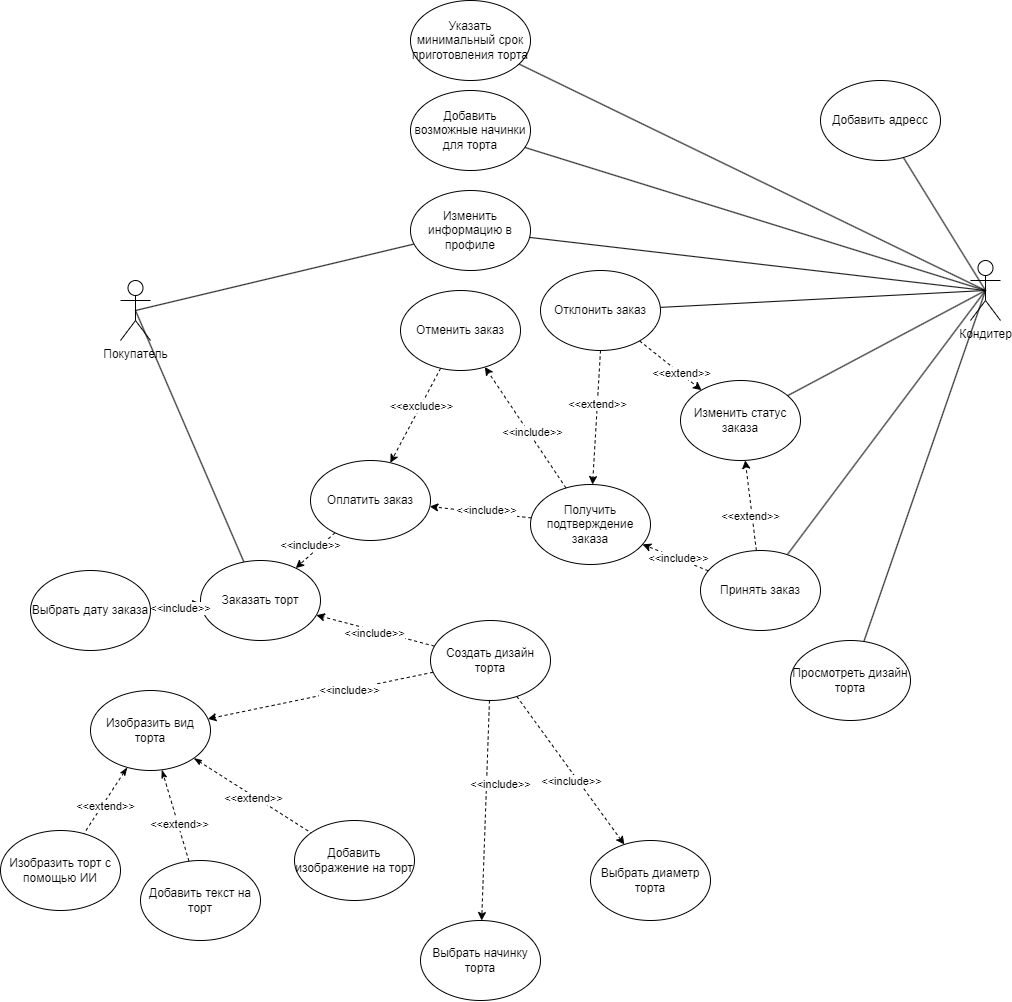 Указать
минимальный срок
приготовления торта
Добавить адресс
Добавить
возможные начинки
для торта
Изменить
информацию в
профиле
Отклонить заказ
Отменить заказ
Покупатель
Кондитер
<<extend>>
<<exclude>>
<<extend>>
Изменить статус
заказа
<<include>>
Оплатить заказ
<<include>>
Получить
подтверждение
заказа
<<extend>>
<<include>>
<<include>>
Принять заказ
Выбрать дату заказа
<<include>>
Заказать торт
<<include>>
Создать дизайн
торта
Просмотреть дизайн
торта
<<include>>
Изобразить вид
торта
<<include>>
<<include>>
<<extend>>
<<extend>>
<<extend>>
Изобразить торт с
помощью ИИ
Добавить текст на
торт
Добавить
изображение на торт
Выбрать диаметр
торта
Выбрать начинку
торта